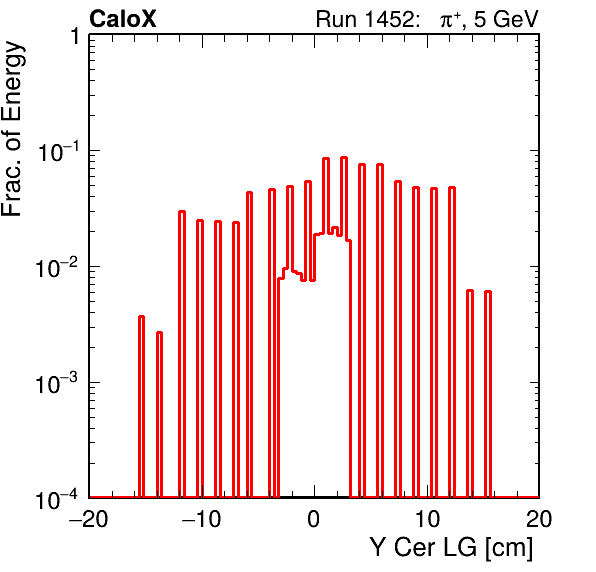 CaloX Run 1452: π⁺, 5 GeV
Frac. of Energy
1
10⁻¹
10⁻²
10⁻³
10⁻⁴
−20 −10 0 10 20
Y Cer LG [cm]